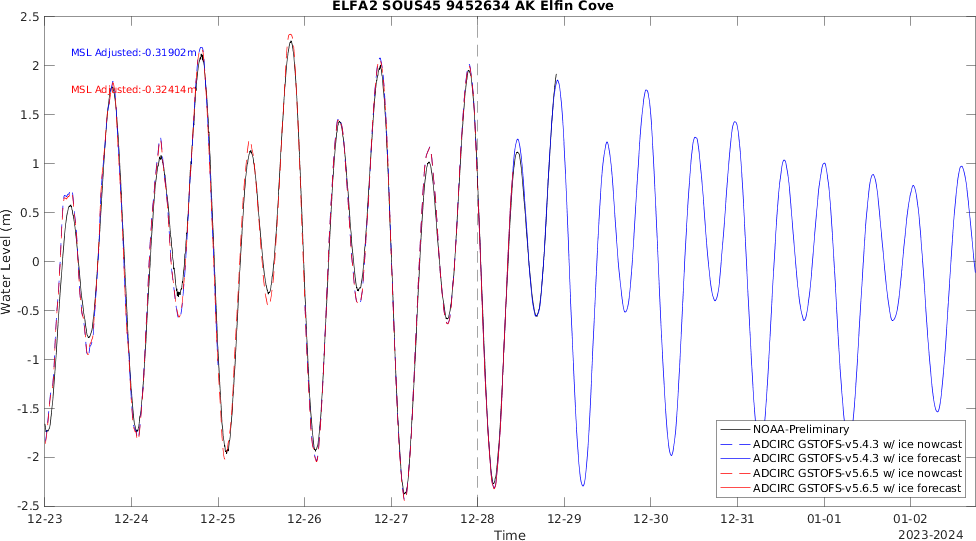 ELFA2 SOUS45 9452634 AK Elfin Cove
MSL Adjusted:-0.31902m
MSL Adjusted:-0.32414m
Water Level (m)
2.5
2
1.5
1
0.5
0
-0.5
-1
-1.5
-2
-2.5
NOAA-Preliminary
ADCIRC GSTOFS-v5.4.3 w/ ice nowcast
ADCIRC GSTOFS-v5.4.3 w/ ice forecast
ADCIRC GSTOFS-v5.6.5 w/ ice nowcast
ADCIRC GSTOFS-v5.6.5 w/ ice forecast
12-23 12-24 12-25 12-26 12-27 12-28 12-29 12-30 12-31 01-01 01-02
Time
2023-2024